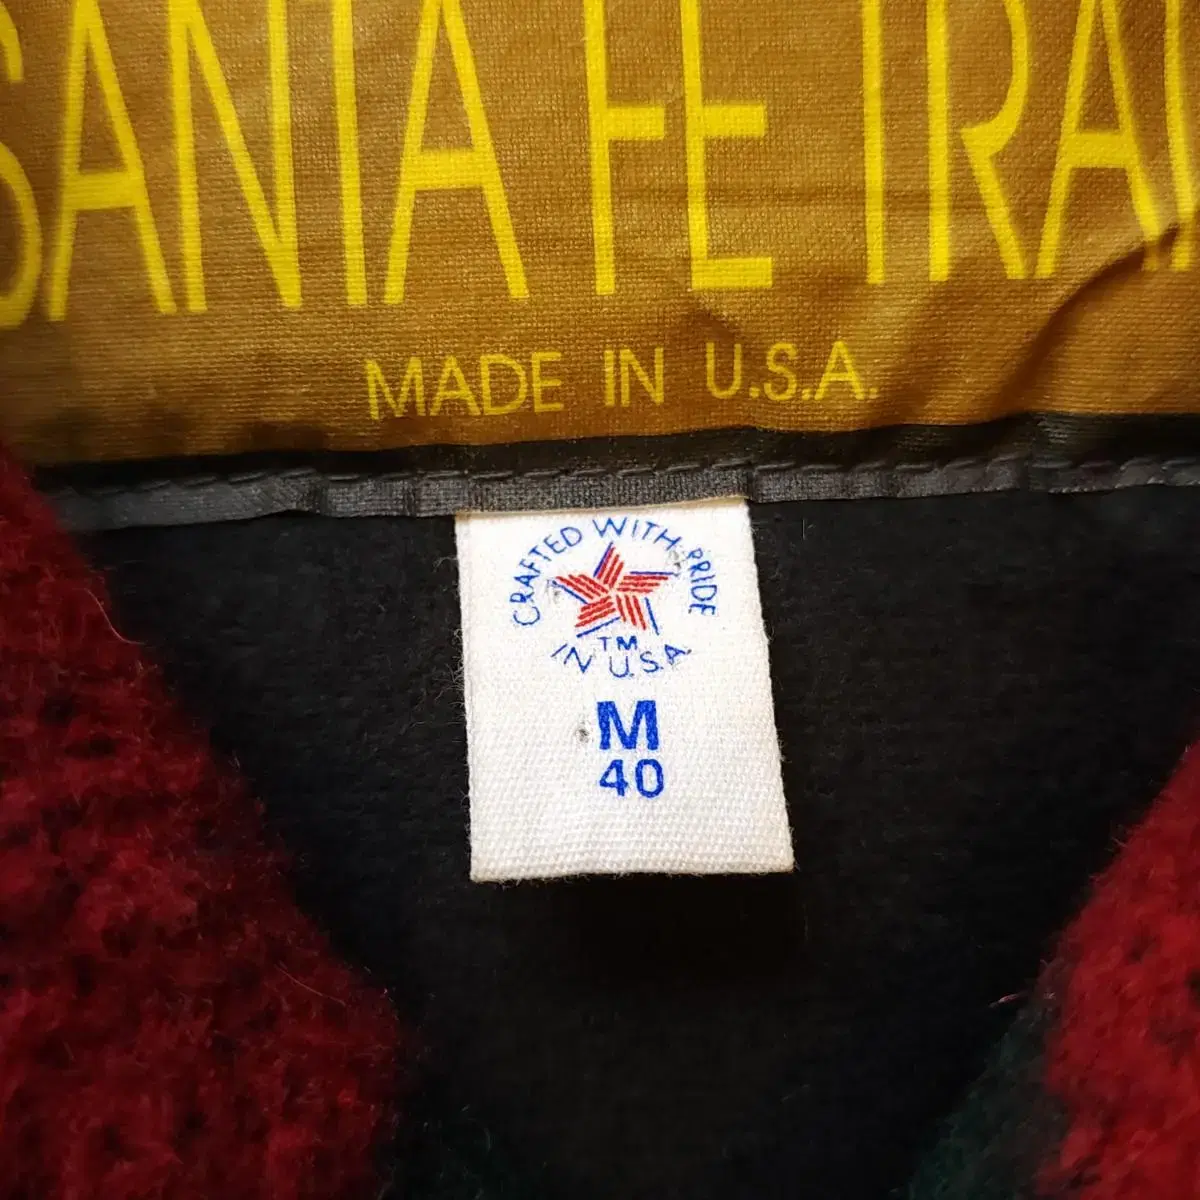 SANTA FE TRAI
MADE IN U.S.A.
CRAFTED WITH PRIDE
TM
IN U.S.A.
M
40